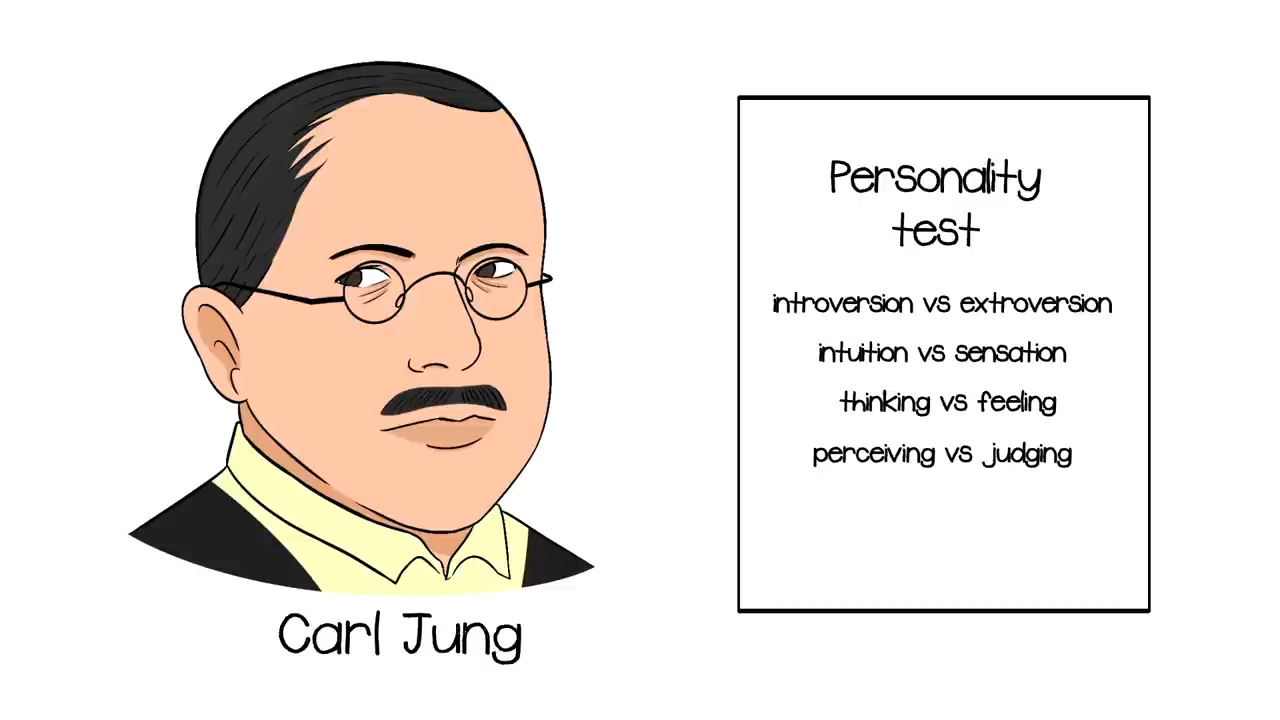 Personality
test
introversion vs extroversion
intuition vs sensation
thinking vs feeling
perceiving vs judging
Carl Jung